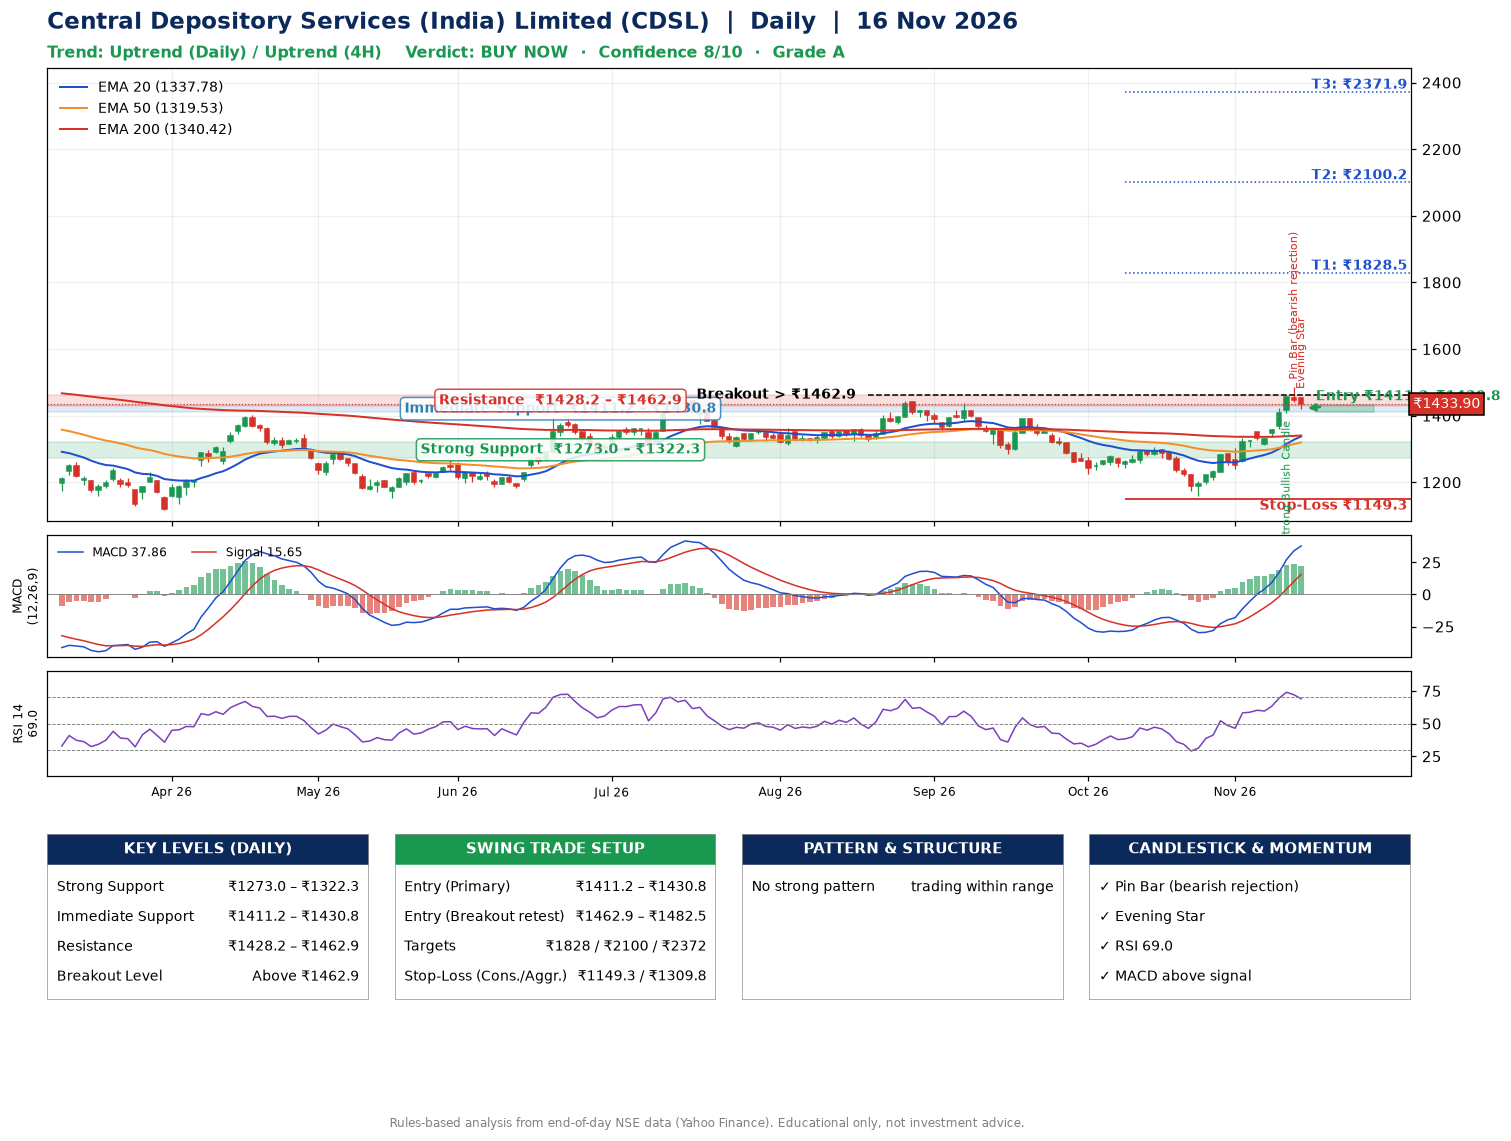 Central Depository Services (India) Limited (CDSL) | Daily | 16 Nov 2026
Trend: Uptrend (Daily) / Uptrend (4H) Verdict: BUY NOW · Confidence 8/10 · Grade A
EMA 20 (1337.78)
EMA 50 (1319.53)
EMA 200 (1340.42)
T3: ₹2371.9
T2: ₹2100.2
T1: ₹1828.5
Pin Bar (bearish rejection)
Evening Star
Breakout > ₹1462.9
Resistance ₹1428.2 – ₹1462.9
Strong Support ₹1273.0 – ₹1322.3
₹1433.90
Stop-Loss ₹1149.3
2400
2200
2000
1800
1600
1400
1200
MACD 37.86
Signal 15.65
MACD
(12,26,9)
25
0
−25
RSI 14
69.0
75
50
25
Apr 26
May 26
Jun 26
Jul 26
Aug 26
Sep 26
Oct 26
Nov 26
KEY LEVELS (DAILY)
Strong Support ₹1273.0 – ₹1322.3
Immediate Support ₹1411.2 – ₹1430.8
Resistance ₹1428.2 – ₹1462.9
Breakout Level Above ₹1462.9
SWING TRADE SETUP
Entry (Primary) ₹1411.2 – ₹1430.8
Entry (Breakout retest) ₹1462.9 – ₹1482.5
Targets ₹1828 / ₹2100 / ₹2372
Stop-Loss (Cons./Aggr.) ₹1149.3 / ₹1309.8
PATTERN & STRUCTURE
No strong pattern trading within range
CANDLESTICK & MOMENTUM
✓ Pin Bar (bearish rejection)
✓ Evening Star
✓ RSI 69.0
✓ MACD above signal
Rules-based analysis from end-of-day NSE data (Yahoo Finance). Educational only, not investment advice.